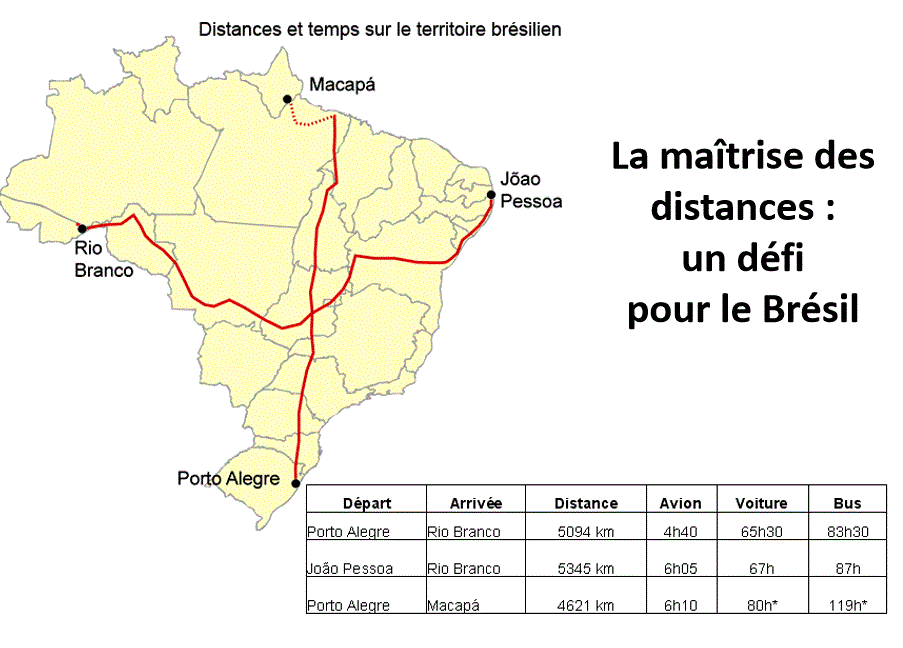 Distances et temps sur le territoire brésilien
Macapá
La maîtrise des
distances :
un défi
pour le Brésil
Jõao
Pessoa
Rio
Branco
Porto Alegre
Départ Arrivée Distance Avion Voiture Bus
Porto Alegre Rio Branco 5094 km 4h40 65h30 83h30
João Pessoa Rio Branco 5345 km 6h05 67h 87h
Porto Alegre Macapá 4621 km 6h10 80h* 119h*